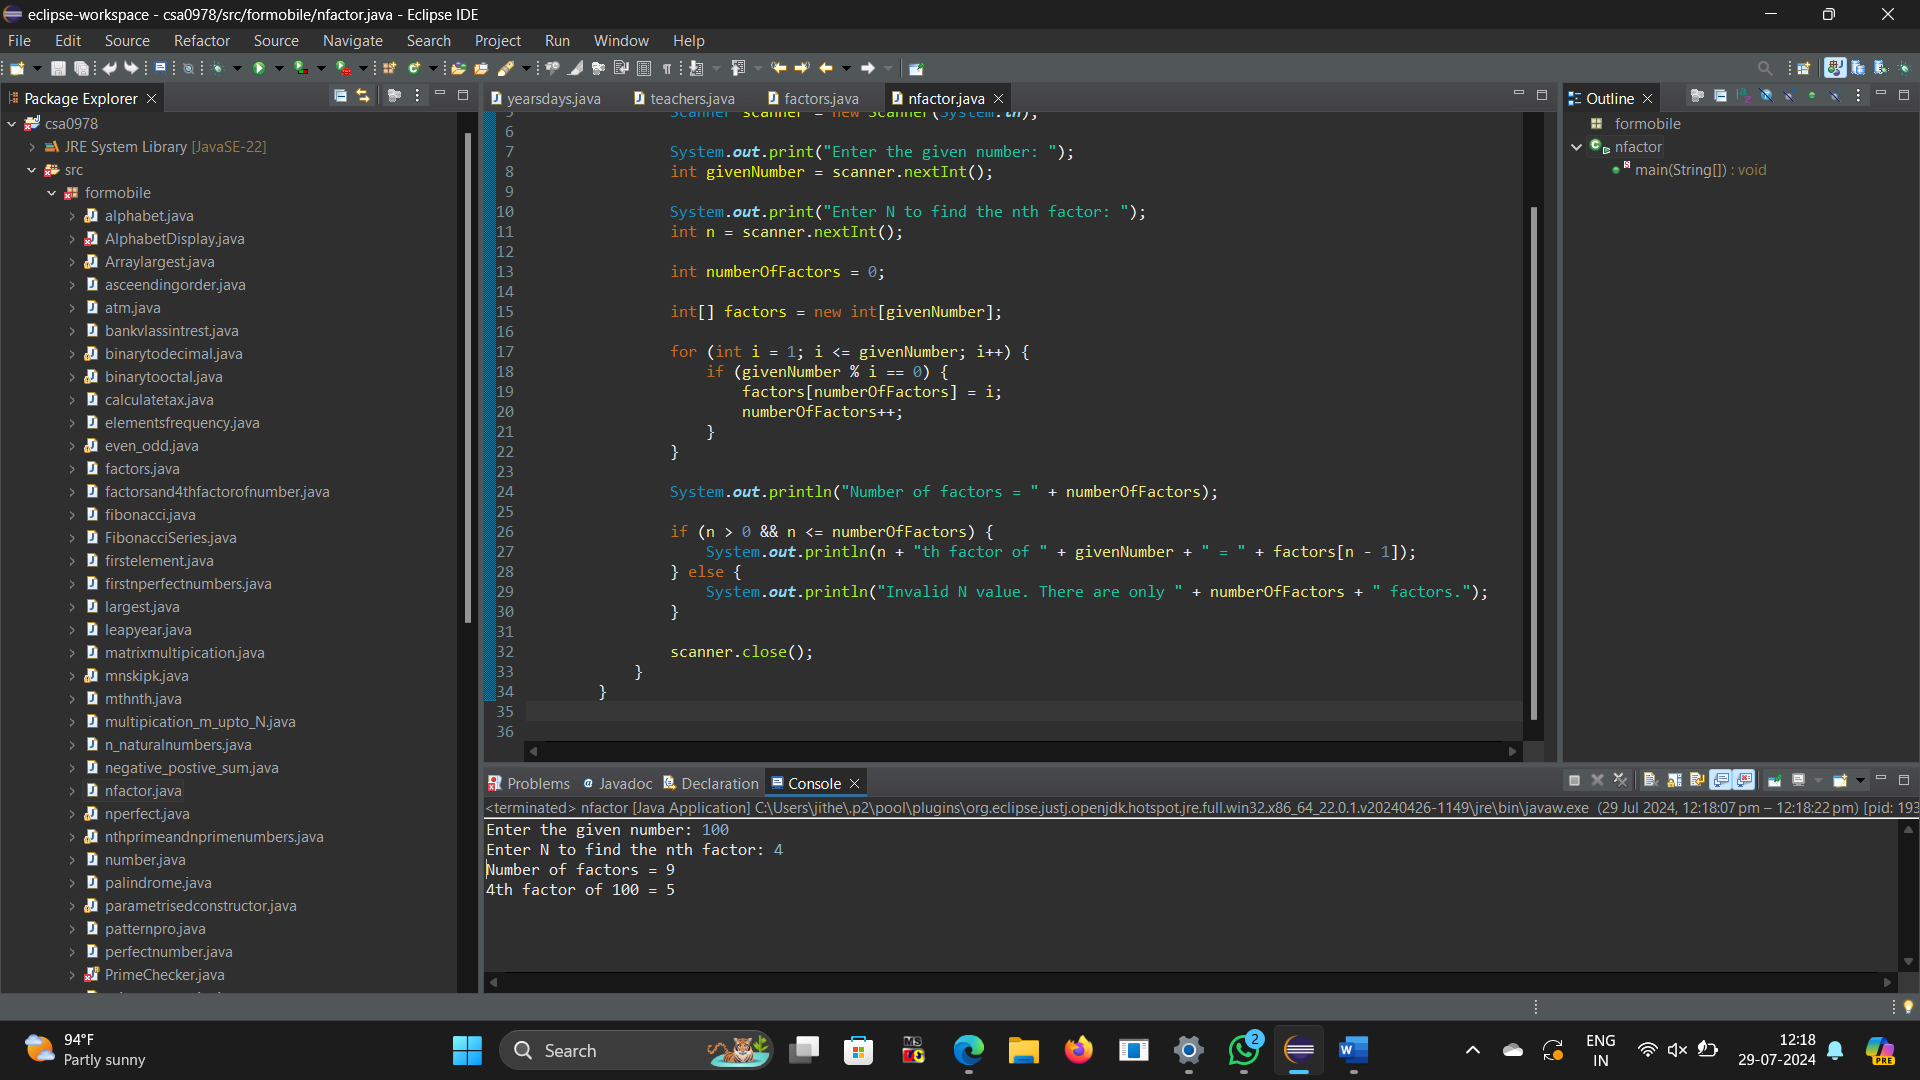 eclipse-workspace - csa0978/src/formobile/nfactor.java - Eclipse IDE
File Edit Source Refactor Source Navigate Search Project Run Window Help
Package Explorer
csa0978
JRE System Library [JavaSE-22]
src
formobile
alphabet.java
AlphabetDisplay.java
Arraylargest.java
asceendingorder.java
atm.java
bankvlassintrest.java
binarytodecimal.java
binarytooctal.java
calculatetax.java
elementsfrequency.java
even_odd.java
factors.java
factorsand4thfactorofnumber.java
fibonacci.java
FibonacciSeries.java
firstelement.java
firstnperfectnumbers.java
largest.java
leapyear.java
matrixmultipication.java
mnskipk.java
mthnth.java
multipication_m_upto_N.java
n_naturalnumbers.java
negative_postive_sum.java
nfactor.java
nperfect.java
nthprimeandnprimenumbers.java
number.java
palindrome.java
parametrisedconstructor.java
patternpro.java
perfectnumber.java
PrimeChecker.java
yearsdays.java teachers.java factors.java nfactor.java
5 Scanner scanner = new Scanner(System.in);
6
7 System.out.print("Enter the given number: ");
8 int givenNumber = scanner.nextInt();
9
10 System.out.print("Enter N to find the nth factor: ");
11 int n = scanner.nextInt();
12
13 int numberOfFactors = 0;
14
15 int[] factors = new int[givenNumber];
16
17 for (int i = 1; i <= givenNumber; i++) {
18 if (givenNumber % i == 0) {
19 factors[numberOfFactors] = i;
20 numberOfFactors++;
21 }
22 }
23
24 System.out.println("Number of factors = " + numberOfFactors);
25
26 if (n > 0 && n <= numberOfFactors) {
27 System.out.println(n + "th factor of " + givenNumber + " = " + factors[n - 1]);
28 } else {
29 System.out.println("Invalid N value. There are only " + numberOfFactors + " factors.");
30 }
31
32 scanner.close();
33 }
34 }
35
36
Outline
formobile
nfactor
main(String[]) : void
Problems Javadoc Declaration Console
<terminated> nfactor [Java Application] C:\Users\jithe\.p2\pool\plugins\org.eclipse.justj.openjdk.hotspot.jre.full.win32.x86_64_22.0.1.v20240426-1149\jre\bin\javaw.exe (29 Jul 2024, 12:18:07 pm – 12:18:22 pm) [pid: 193
Enter the given number: 100
Enter N to find the nth factor: 4
Number of factors = 9
4th factor of 100 = 5
94°F
Partly sunny
Search
2
ENG
IN
12:18
29-07-2024
PRE